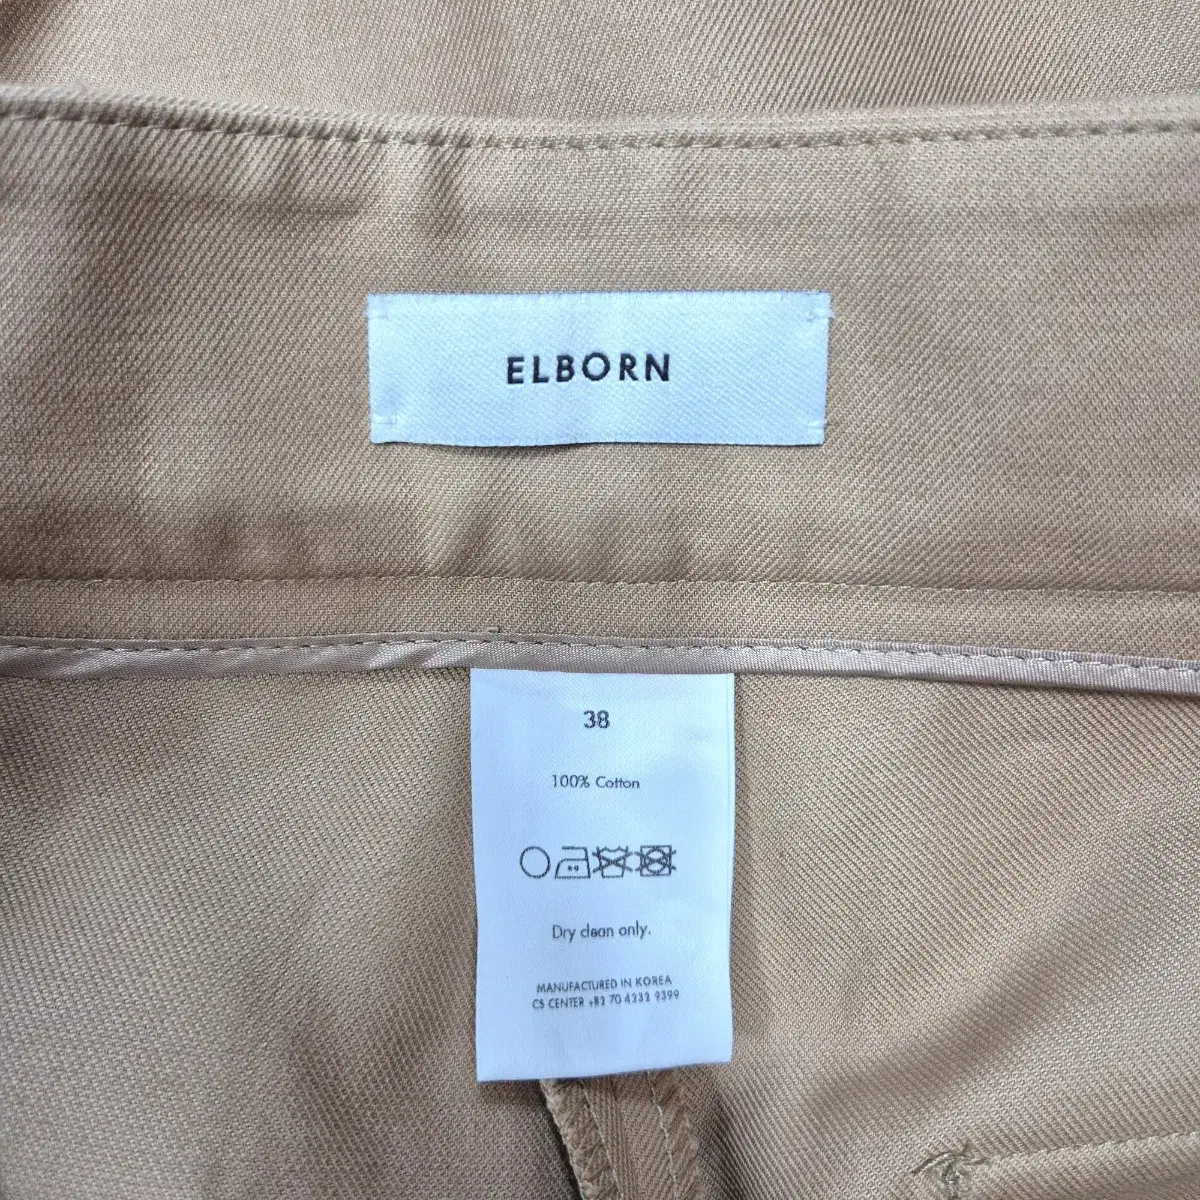 ELBORN
38
100% Cotton
Dry clean only.
MANUFACTURED IN KOREA
CS CENTER +82 70 4232 9399